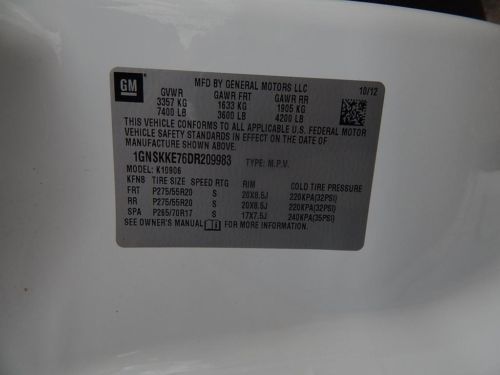 GM
MFD BY GENERAL MOTORS LLC
10/12
GVWR GAWR FRT GAWR RR
3357 KG 1633 KG 1905 KG
7400 LB 3600 LB 4200 LB
THIS VEHICLE CONFORMS TO ALL APPLICABLE U.S. FEDERAL MOTOR
VEHICLE SAFETY STANDARDS IN EFFECT ON THE DATE OF
MANUFACTURE SHOWN ABOVE.
1GNSKKE76DR209983 TYPE: M.P.V.
MODEL: K10906
KFN8 TIRE SIZE SPEED RTG RIM COLD TIRE PRESSURE
FRT P275/55R20 S 20X8.5J 220KPA(32PSI)
RR P275/55R20 S 20X8.5J 220KPA(32PSI)
SPA P265/70R17 S 17X7.5J 240KPA(35PSI)
SEE OWNER'S MANUAL FOR MORE INFORMATION.